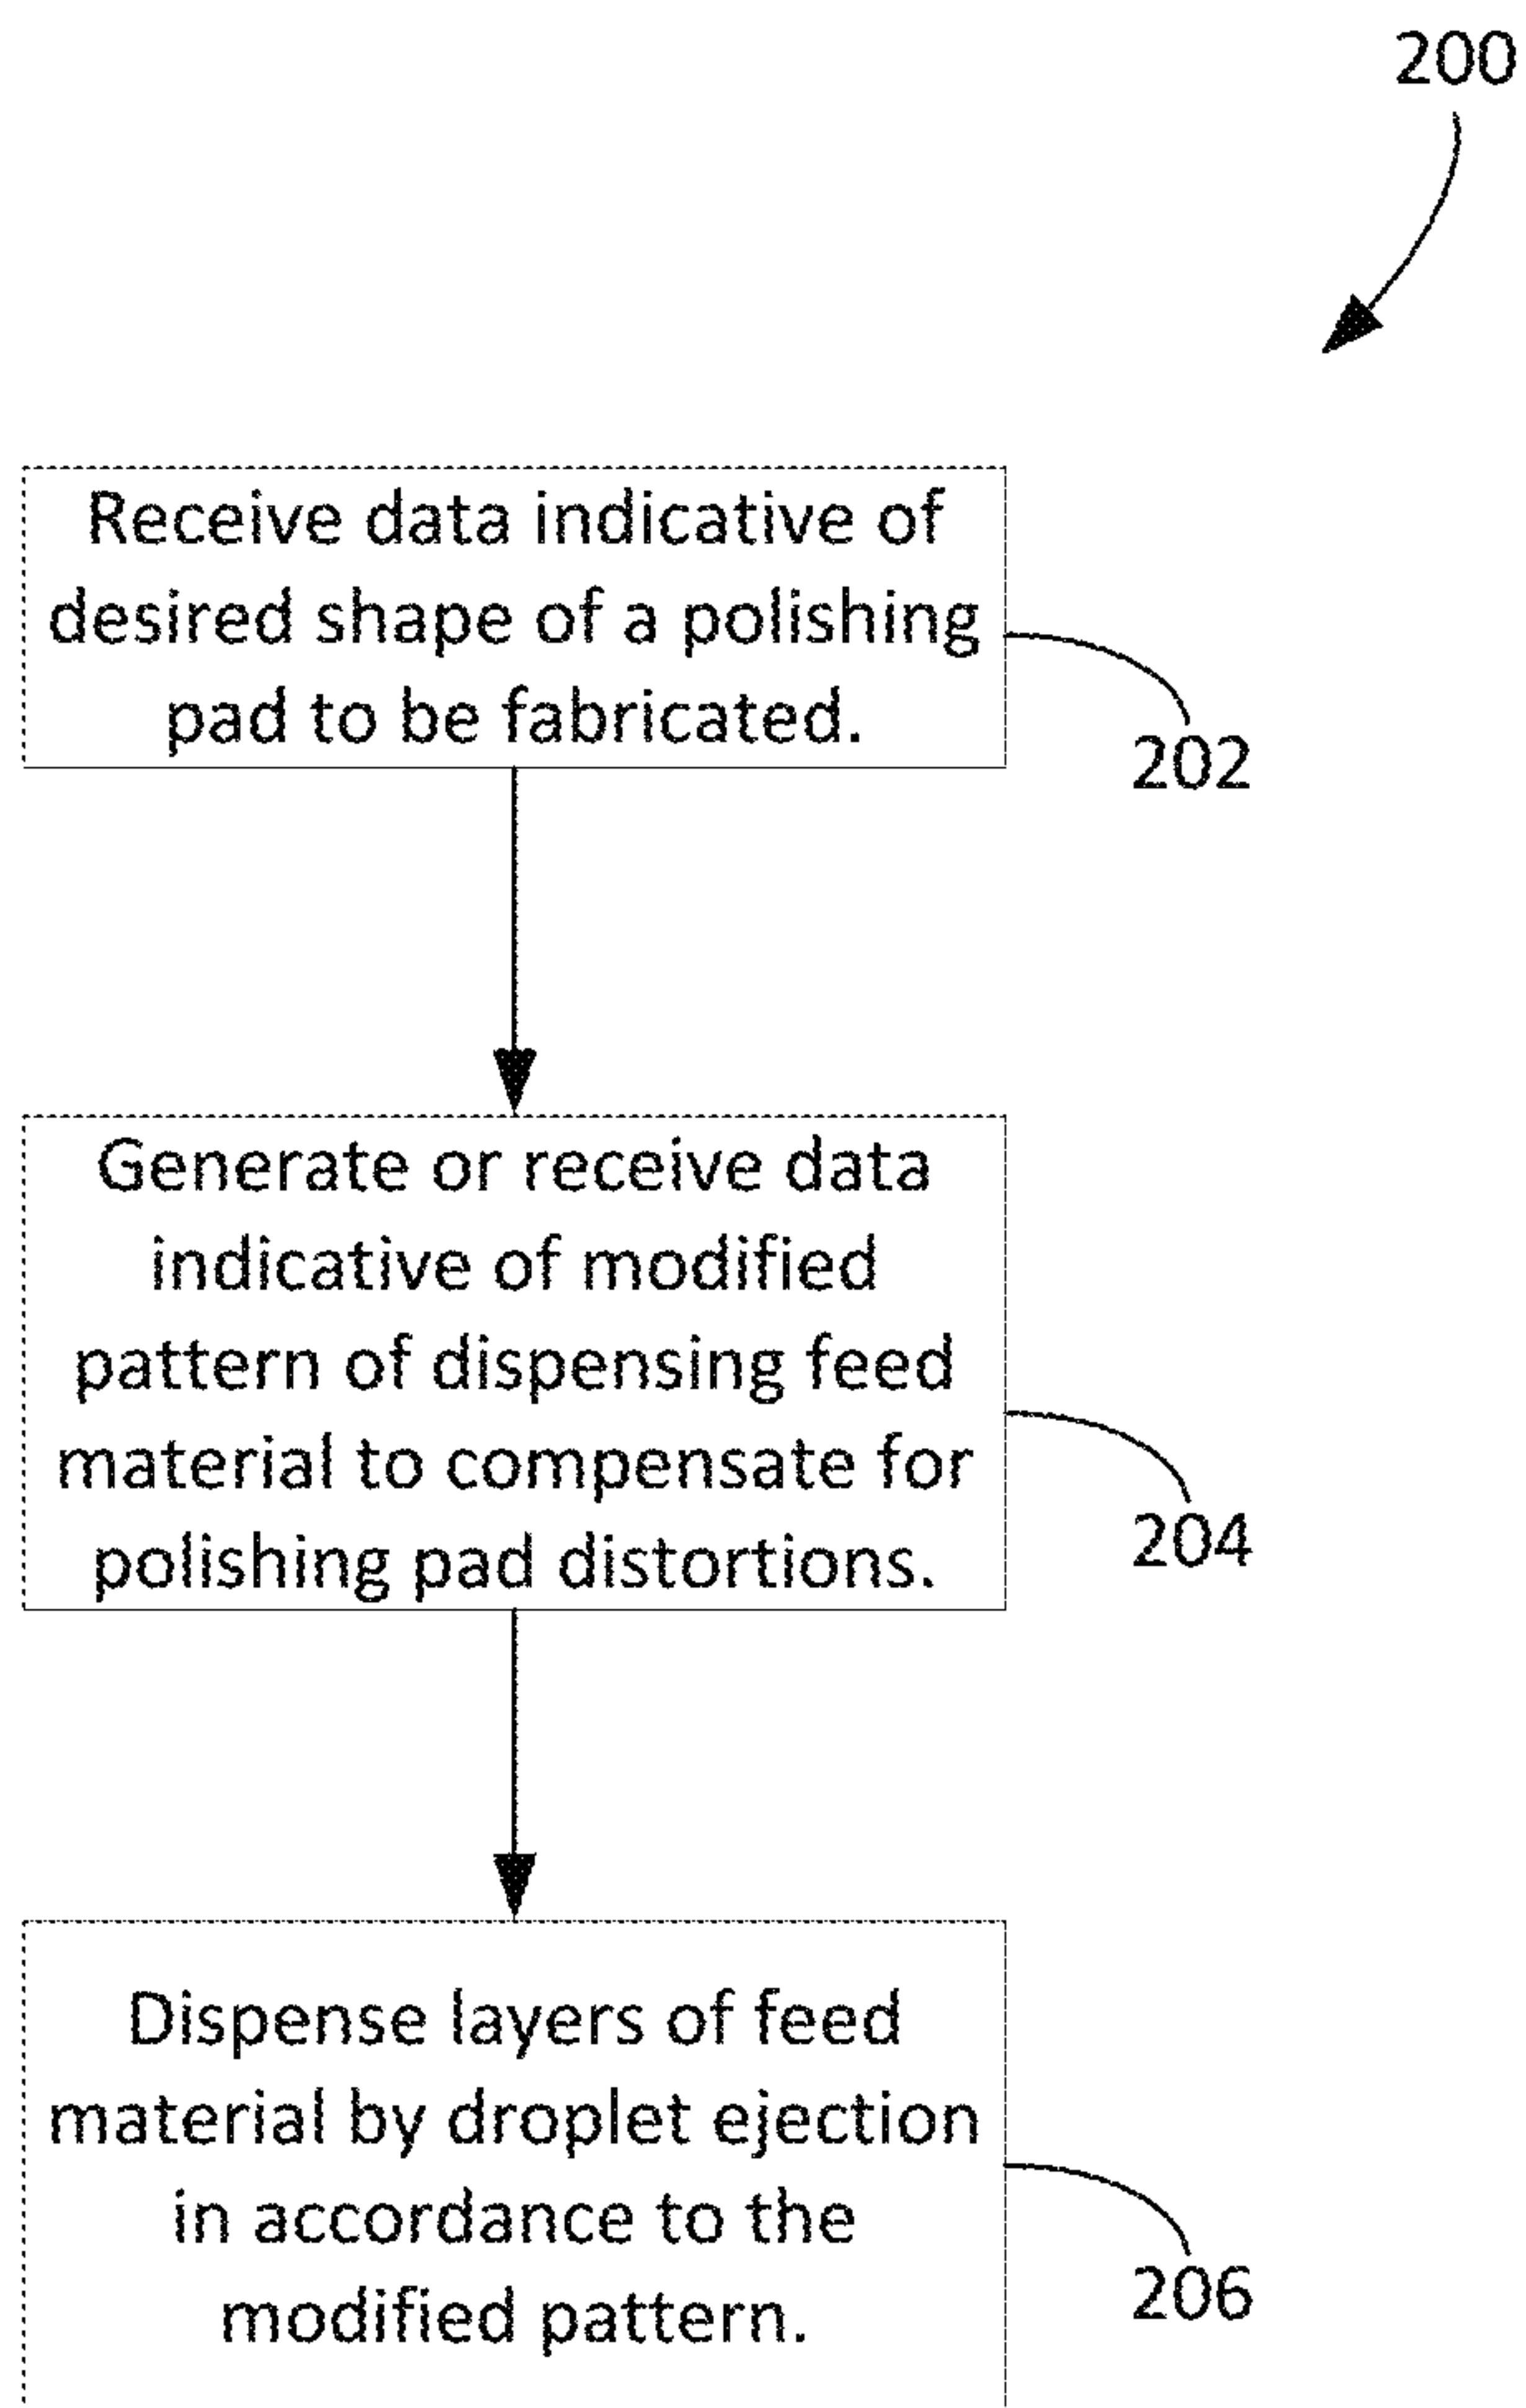 200
Receive data indicative of
desired shape of a polishing
pad to be fabricated.
202
Generate or receive data
indicative of modified
pattern of dispensing feed
material to compensate for
polishing pad distortions.
204
Dispense layers of feed
material by droplet ejection
in accordance to the
modified pattern.
206